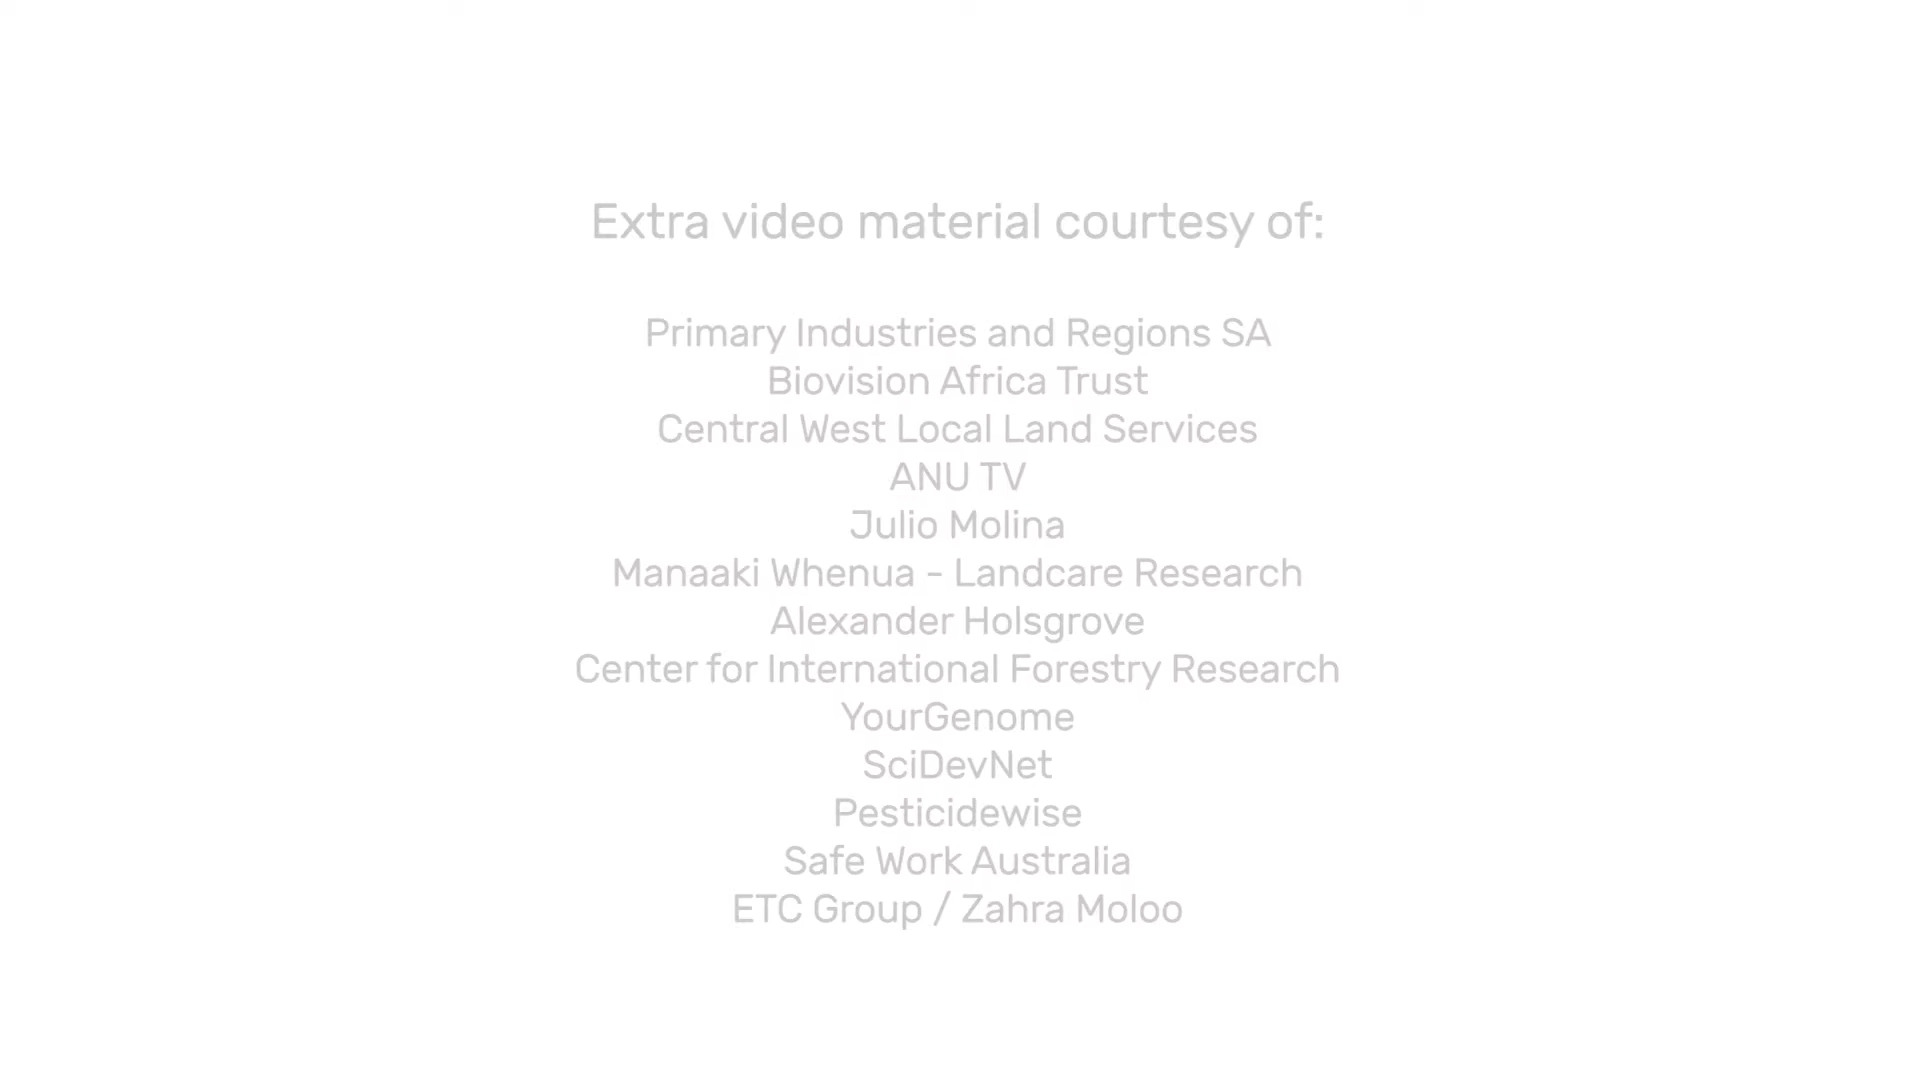 Extra video material courtesy of:
Primary Industries and Regions SA
Biovision Africa Trust
Central West Local Land Services
ANU TV
Julio Molina
Manaaki Whenua - Landcare Research
Alexander Holsgrove
Center for International Forestry Research
YourGenome
SciDevNet
Pesticidewise
Safe Work Australia
ETC Group / Zahra Moloo